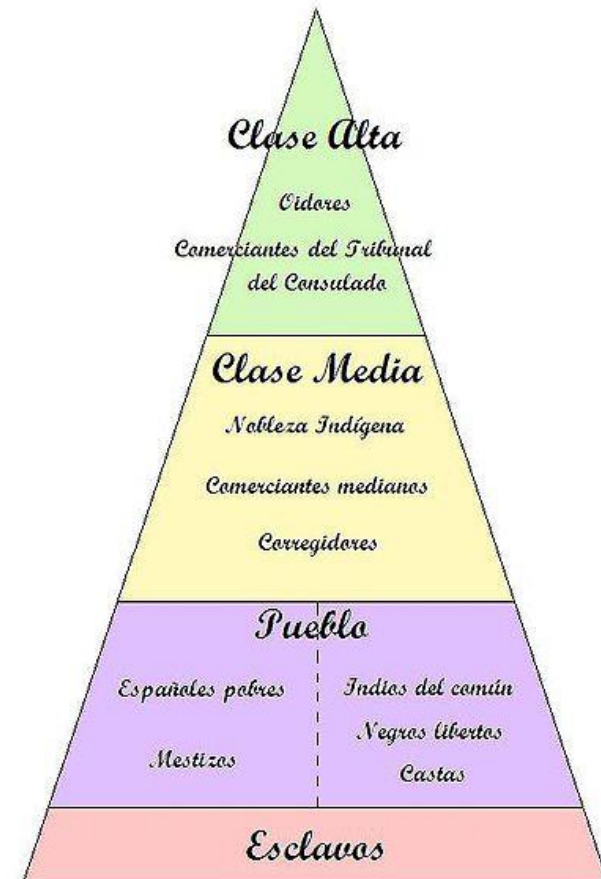 Clase Alta
Oidores
Comerciantes del Tribunal
del Consulado
Clase Media
Nobleza Indígena
Comerciantes medianos
Corregidores
Pueblo
Españoles pobres
Mestizos
Indios del común
Negros libertos
Castas
Esclavos